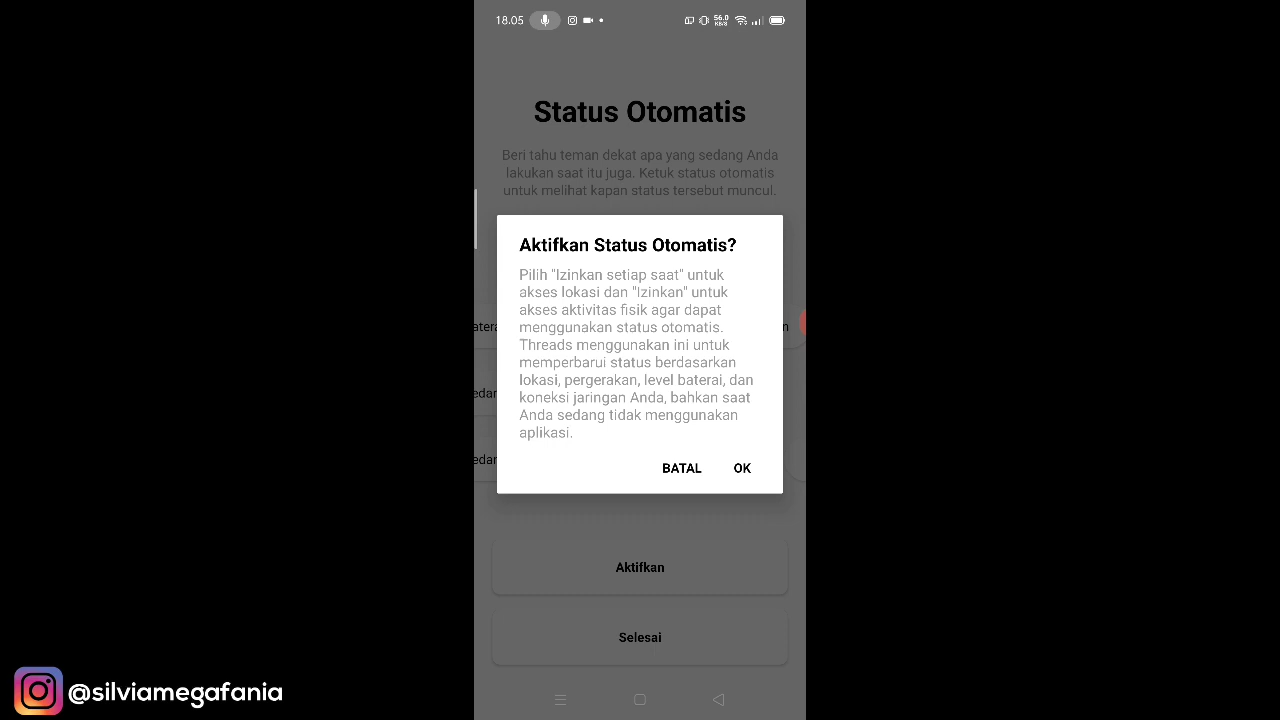 18.05
56.0
KB/S
Status Otomatis
Beri tahu teman dekat apa yang sedang Anda
lakukan saat itu juga. Ketuk status otomatis
untuk melihat kapan status tersebut muncul.
Aktifkan Status Otomatis?
Pilih "Izinkan setiap saat" untuk
akses lokasi dan "Izinkan" untuk
akses aktivitas fisik agar dapat
menggunakan status otomatis.
Threads menggunakan ini untuk
memperbarui status berdasarkan
lokasi, pergerakan, level baterai, dan
koneksi jaringan Anda, bahkan saat
Anda sedang tidak menggunakan
aplikasi.
BATAL OK
Aktifkan
Selesai
@silviamegafania